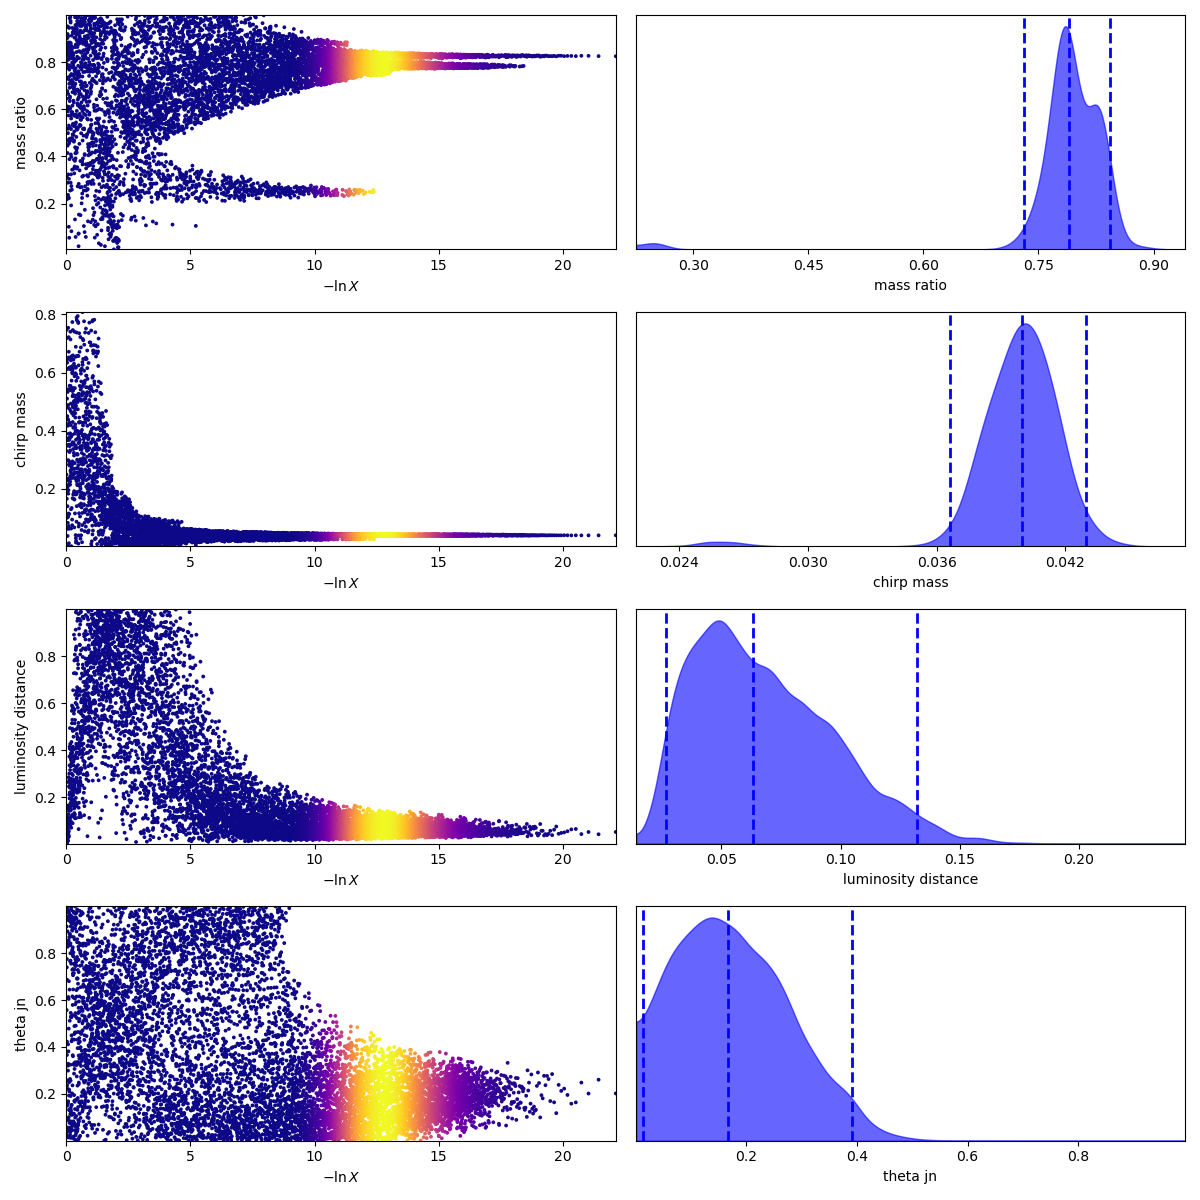 mass ratio
0.8
0.6
0.4
0.2
0 5 10 15 20
−ln X
0.30 0.45 0.60 0.75 0.90
mass ratio
chirp mass
0.8
0.6
0.4
0.2
0 5 10 15 20
−ln X
0.024 0.030 0.036 0.042
chirp mass
luminosity distance
0.8
0.6
0.4
0.2
0 5 10 15 20
−ln X
0.05 0.10 0.15 0.20
luminosity distance
theta jn
0.8
0.6
0.4
0.2
0 5 10 15 20
−ln X
0.2 0.4 0.6 0.8
theta jn